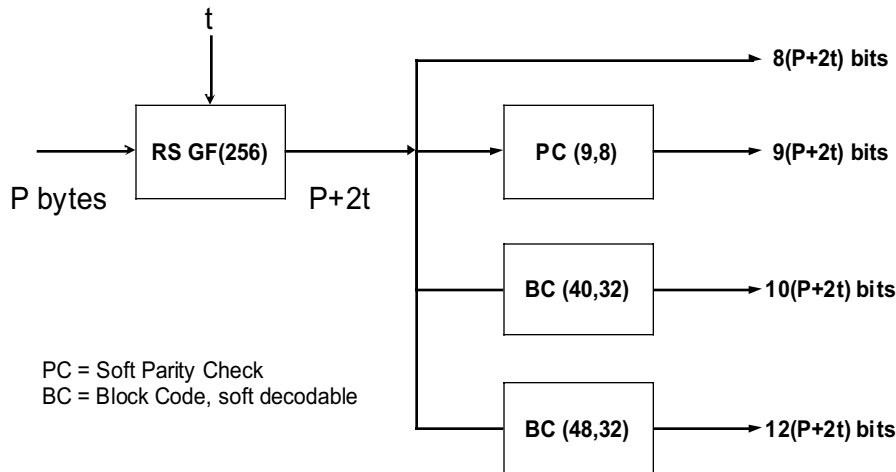 t
8(P+2t) bits
RS GF(256)
PC (9,8)
9(P+2t) bits
P bytes
P+2t
BC (40,32)
10(P+2t) bits
PC = Soft Parity Check
BC = Block Code, soft decodable
BC (48,32)
12(P+2t) bits